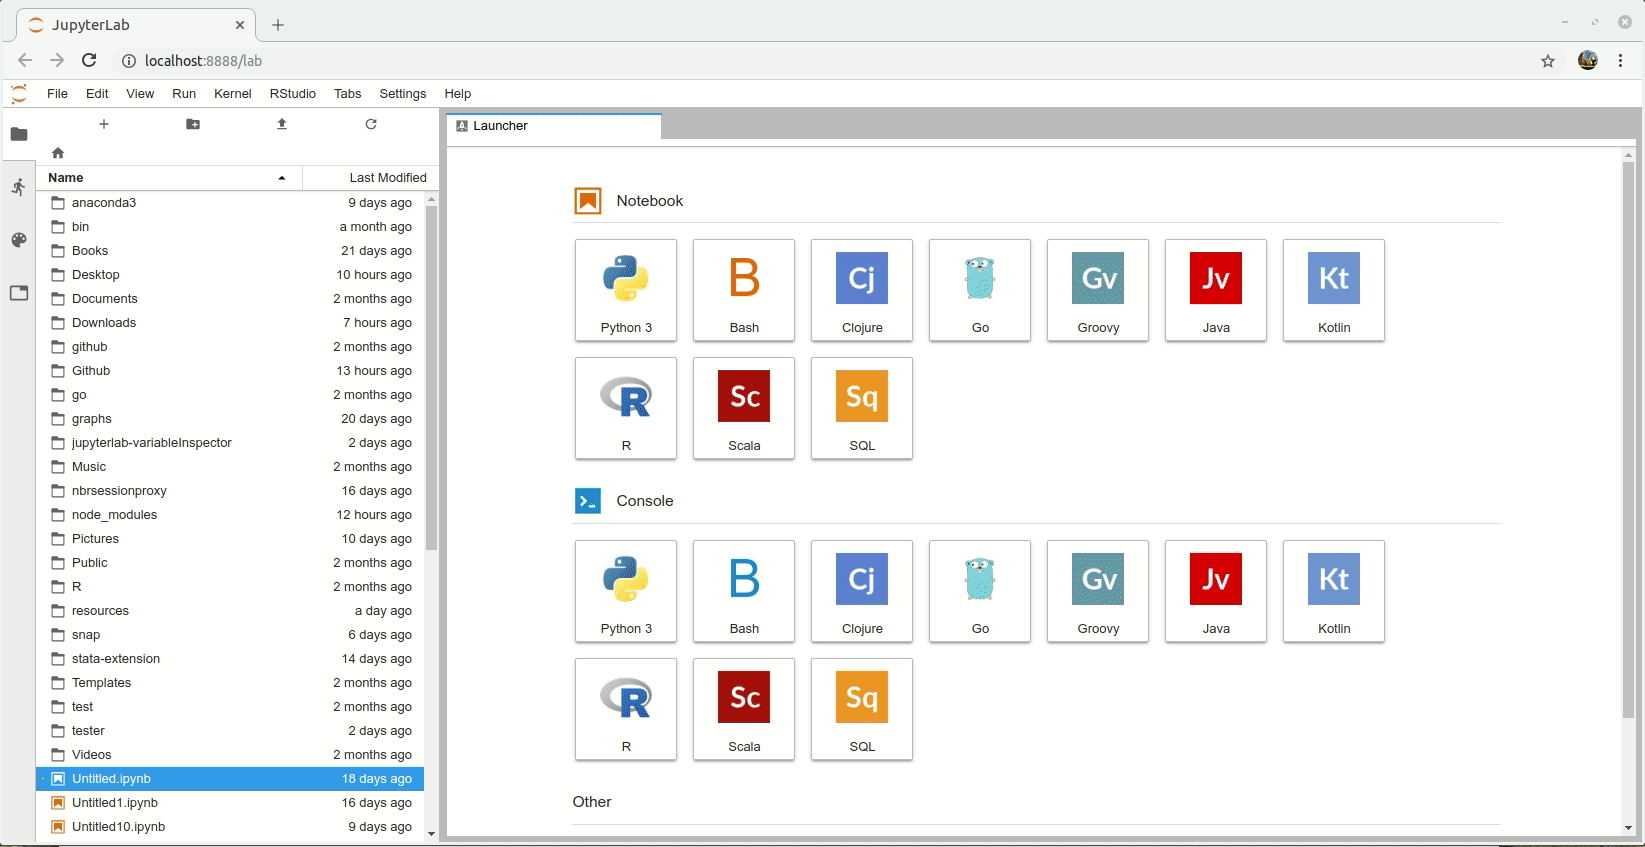 JupyterLab
localhost:8888/lab
File Edit View Run Kernel RStudio Tabs Settings Help
Launcher
Name Last Modified
anaconda3 9 days ago
bin a month ago
Books 21 days ago
Desktop 10 hours ago
Documents 2 months ago
Downloads 7 hours ago
github 2 months ago
Github 13 hours ago
go 2 months ago
graphs 20 days ago
jupyterlab-variableInspector 2 days ago
Music 2 months ago
nbrsessionproxy 16 days ago
node_modules 12 hours ago
Pictures 10 days ago
Public 2 months ago
R 2 months ago
resources a day ago
snap 6 days ago
stata-extension 14 days ago
Templates 2 months ago
test 2 months ago
tester 2 days ago
Videos 2 months ago
Untitled.ipynb 18 days ago
Untitled1.ipynb 16 days ago
Untitled10.ipynb 9 days ago
Notebook
B Cj Gv Jv Kt
Python 3 Bash Clojure Go Groovy Java Kotlin
R Sc Sq
R Scala SQL
Console
B Cj Gv Jv Kt
Python 3 Bash Clojure Go Groovy Java Kotlin
R Sc Sq
R Scala SQL
Other